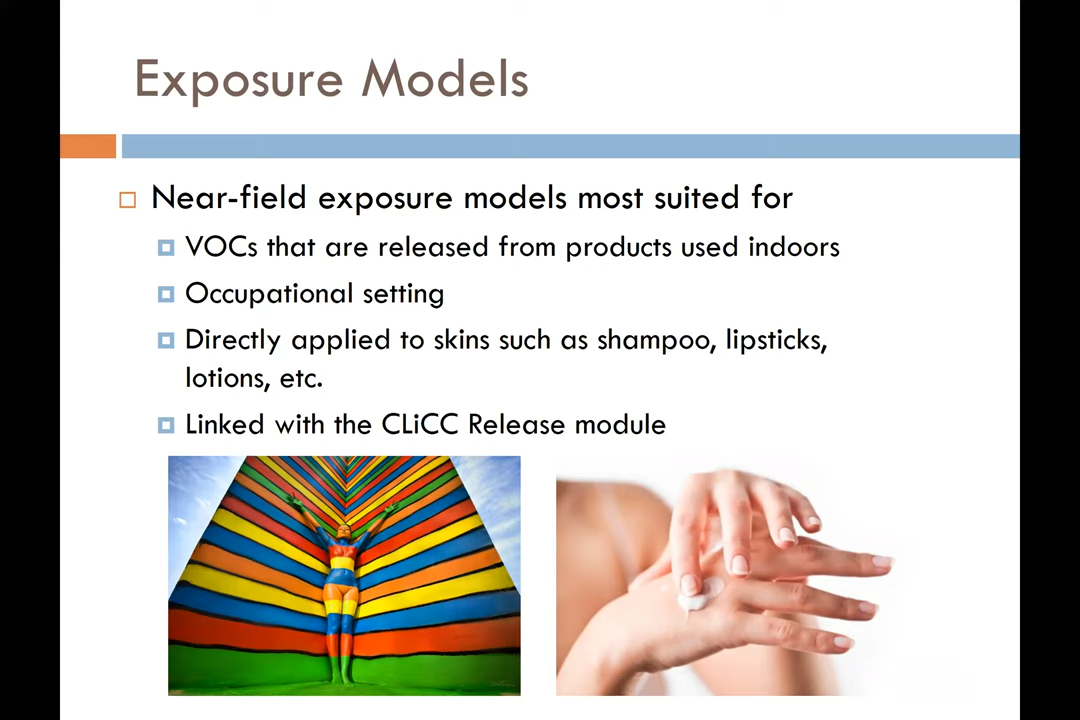 Exposure Models
Near-field exposure models most suited for
VOCs that are released from products used indoors
Occupational setting
Directly applied to skins such as shampoo, lipsticks,
lotions, etc.
Linked with the CLiCC Release module